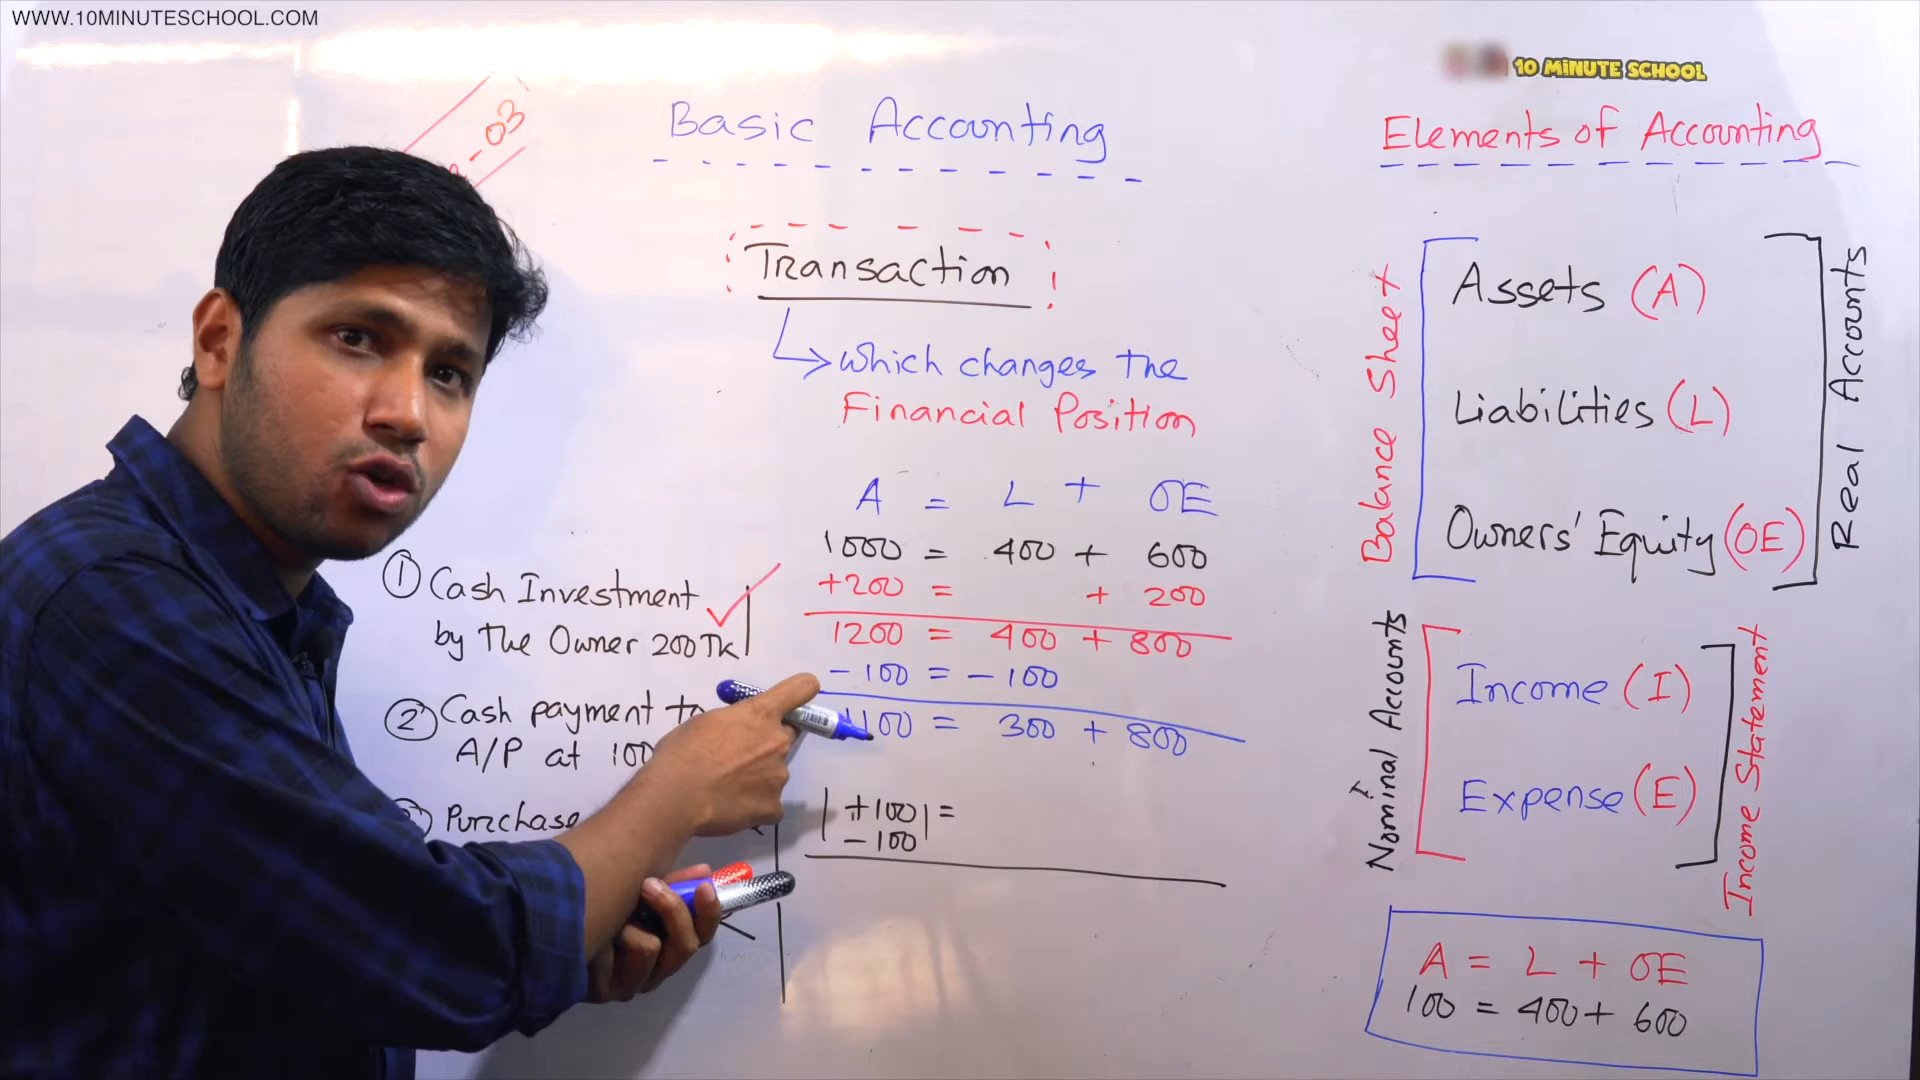 WWW.10MINUTESCHOOL.COM
10 MINUTE SCHOOL
- 03
Basic Accounting
Transaction
which changes the
Financial Position
A = L + OE
1000 = 400 + 600
+200 = + 200
1200 = 400 + 800
-100 = -100
1100 = 300 + 800
+100 =
-100
① Cash Investment
by the Owner 200 Tk
② Cash payment to
A/P at 100
Purchase
Elements of Accounting
Balance Sheet
Assets (A)
Liabilities (L)
Owners' Equity (OE)
Real Accounts
Nominal Accounts
Income (I)
Expense (E)
Income Statement
A = L + OE
100 = 400 + 600